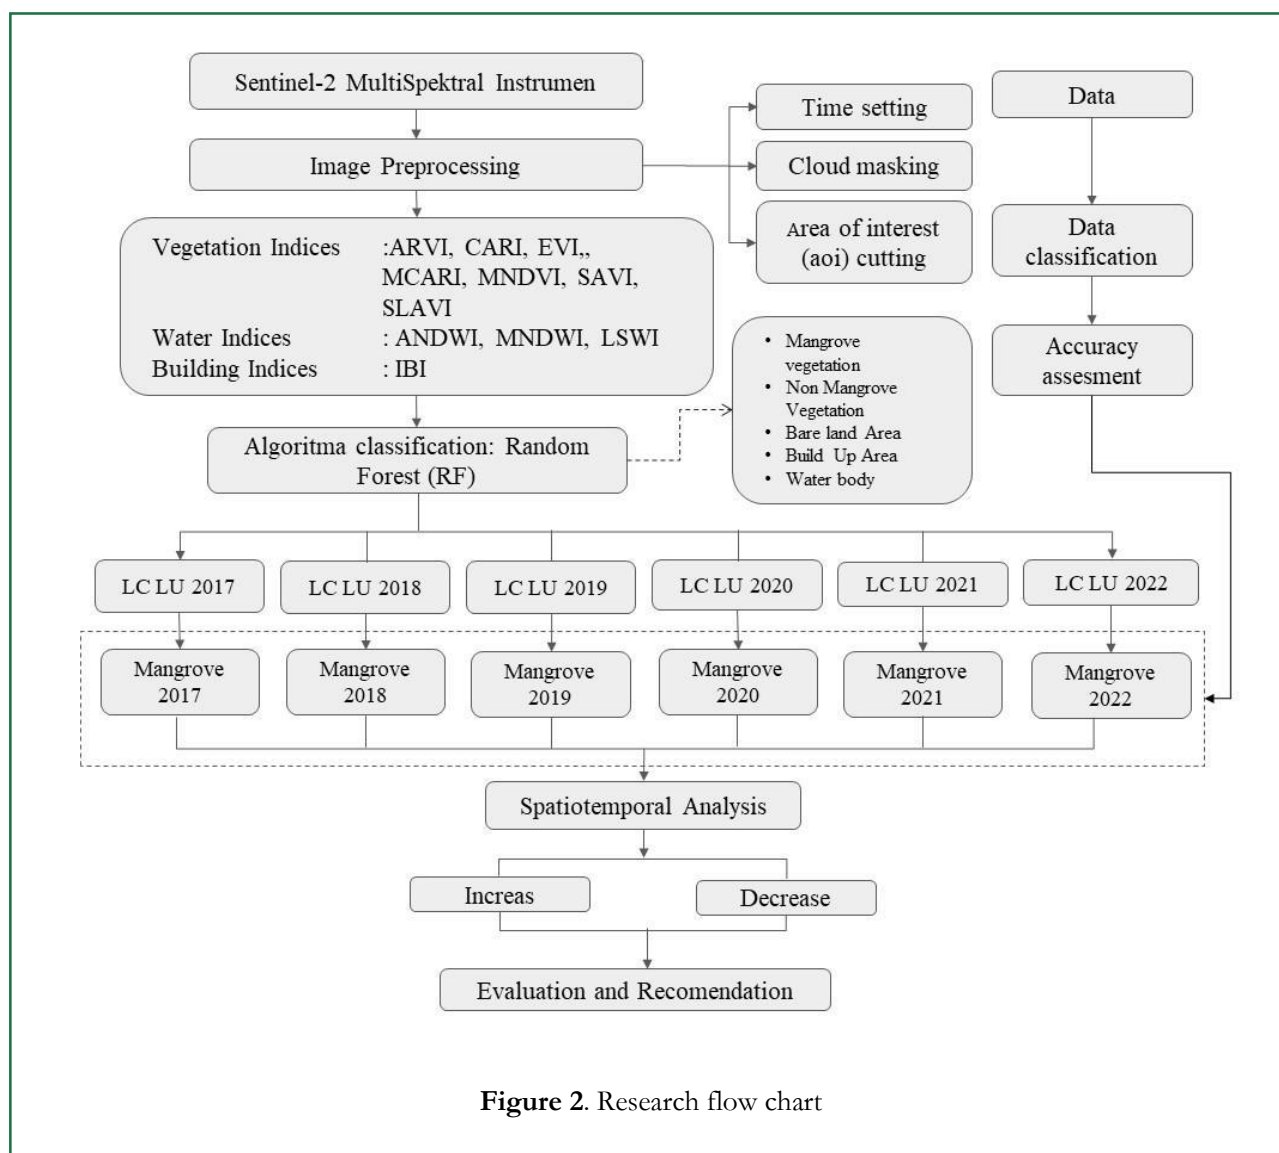 Sentinel-2 MultiSpektral Instrumen
Image Preprocessing
Time setting
Cloud masking
Area of interest
(aoi) cutting
Data
Data
classification
Accuracy
assesment
Vegetation Indices :ARVI, CARI, EVI,,
MCARI, MNDVI, SAVI,
SLAVI
Water Indices : ANDWI, MNDWI, LSWI
Building Indices : IBI
Algoritma classification: Random
Forest (RF)
• Mangrove
vegetation
• Non Mangrove
Vegetation
• Bare land Area
• Build Up Area
• Water body
LC LU 2017
LC LU 2018
LC LU 2019
LC LU 2020
LC LU 2021
LC LU 2022
Mangrove
2017
Mangrove
2018
Mangrove
2019
Mangrove
2020
Mangrove
2021
Mangrove
2022
Spatiotemporal Analysis
Increas
Decrease
Evaluation and Recomendation
Figure 2. Research flow chart